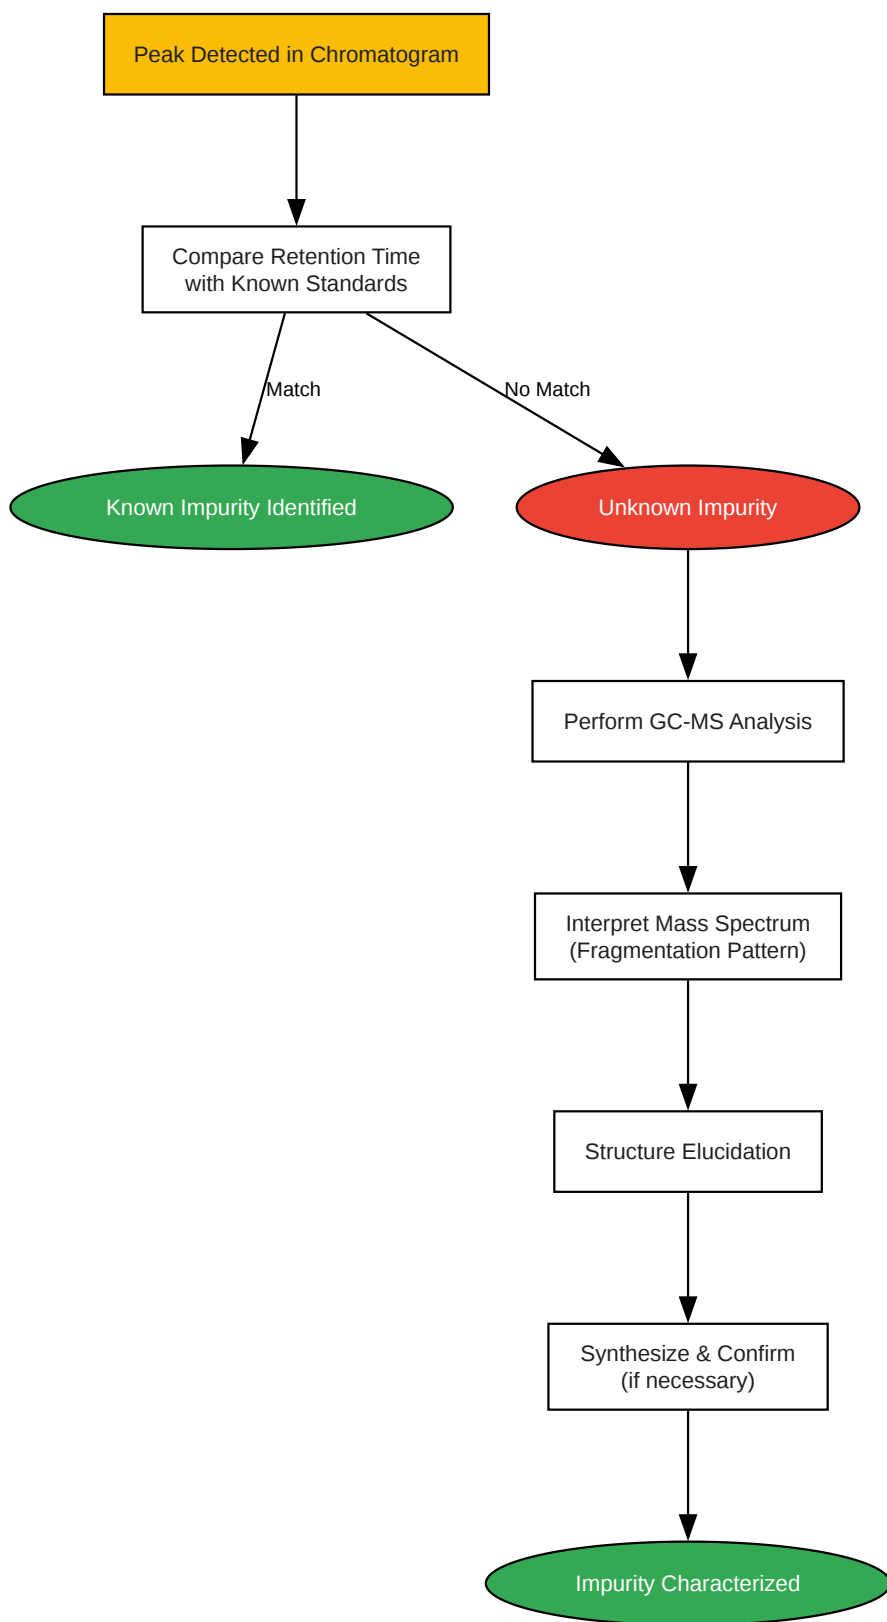 Peak Detected in Chromatogram
Compare Retention Time
with Known Standards
Match
No Match
Known Impurity Identified
Unknown Impurity
Perform GC-MS Analysis
Interpret Mass Spectrum
(Fragmentation Pattern)
Structure Elucidation
Synthesize & Confirm
(if necessary)
Impurity Characterized